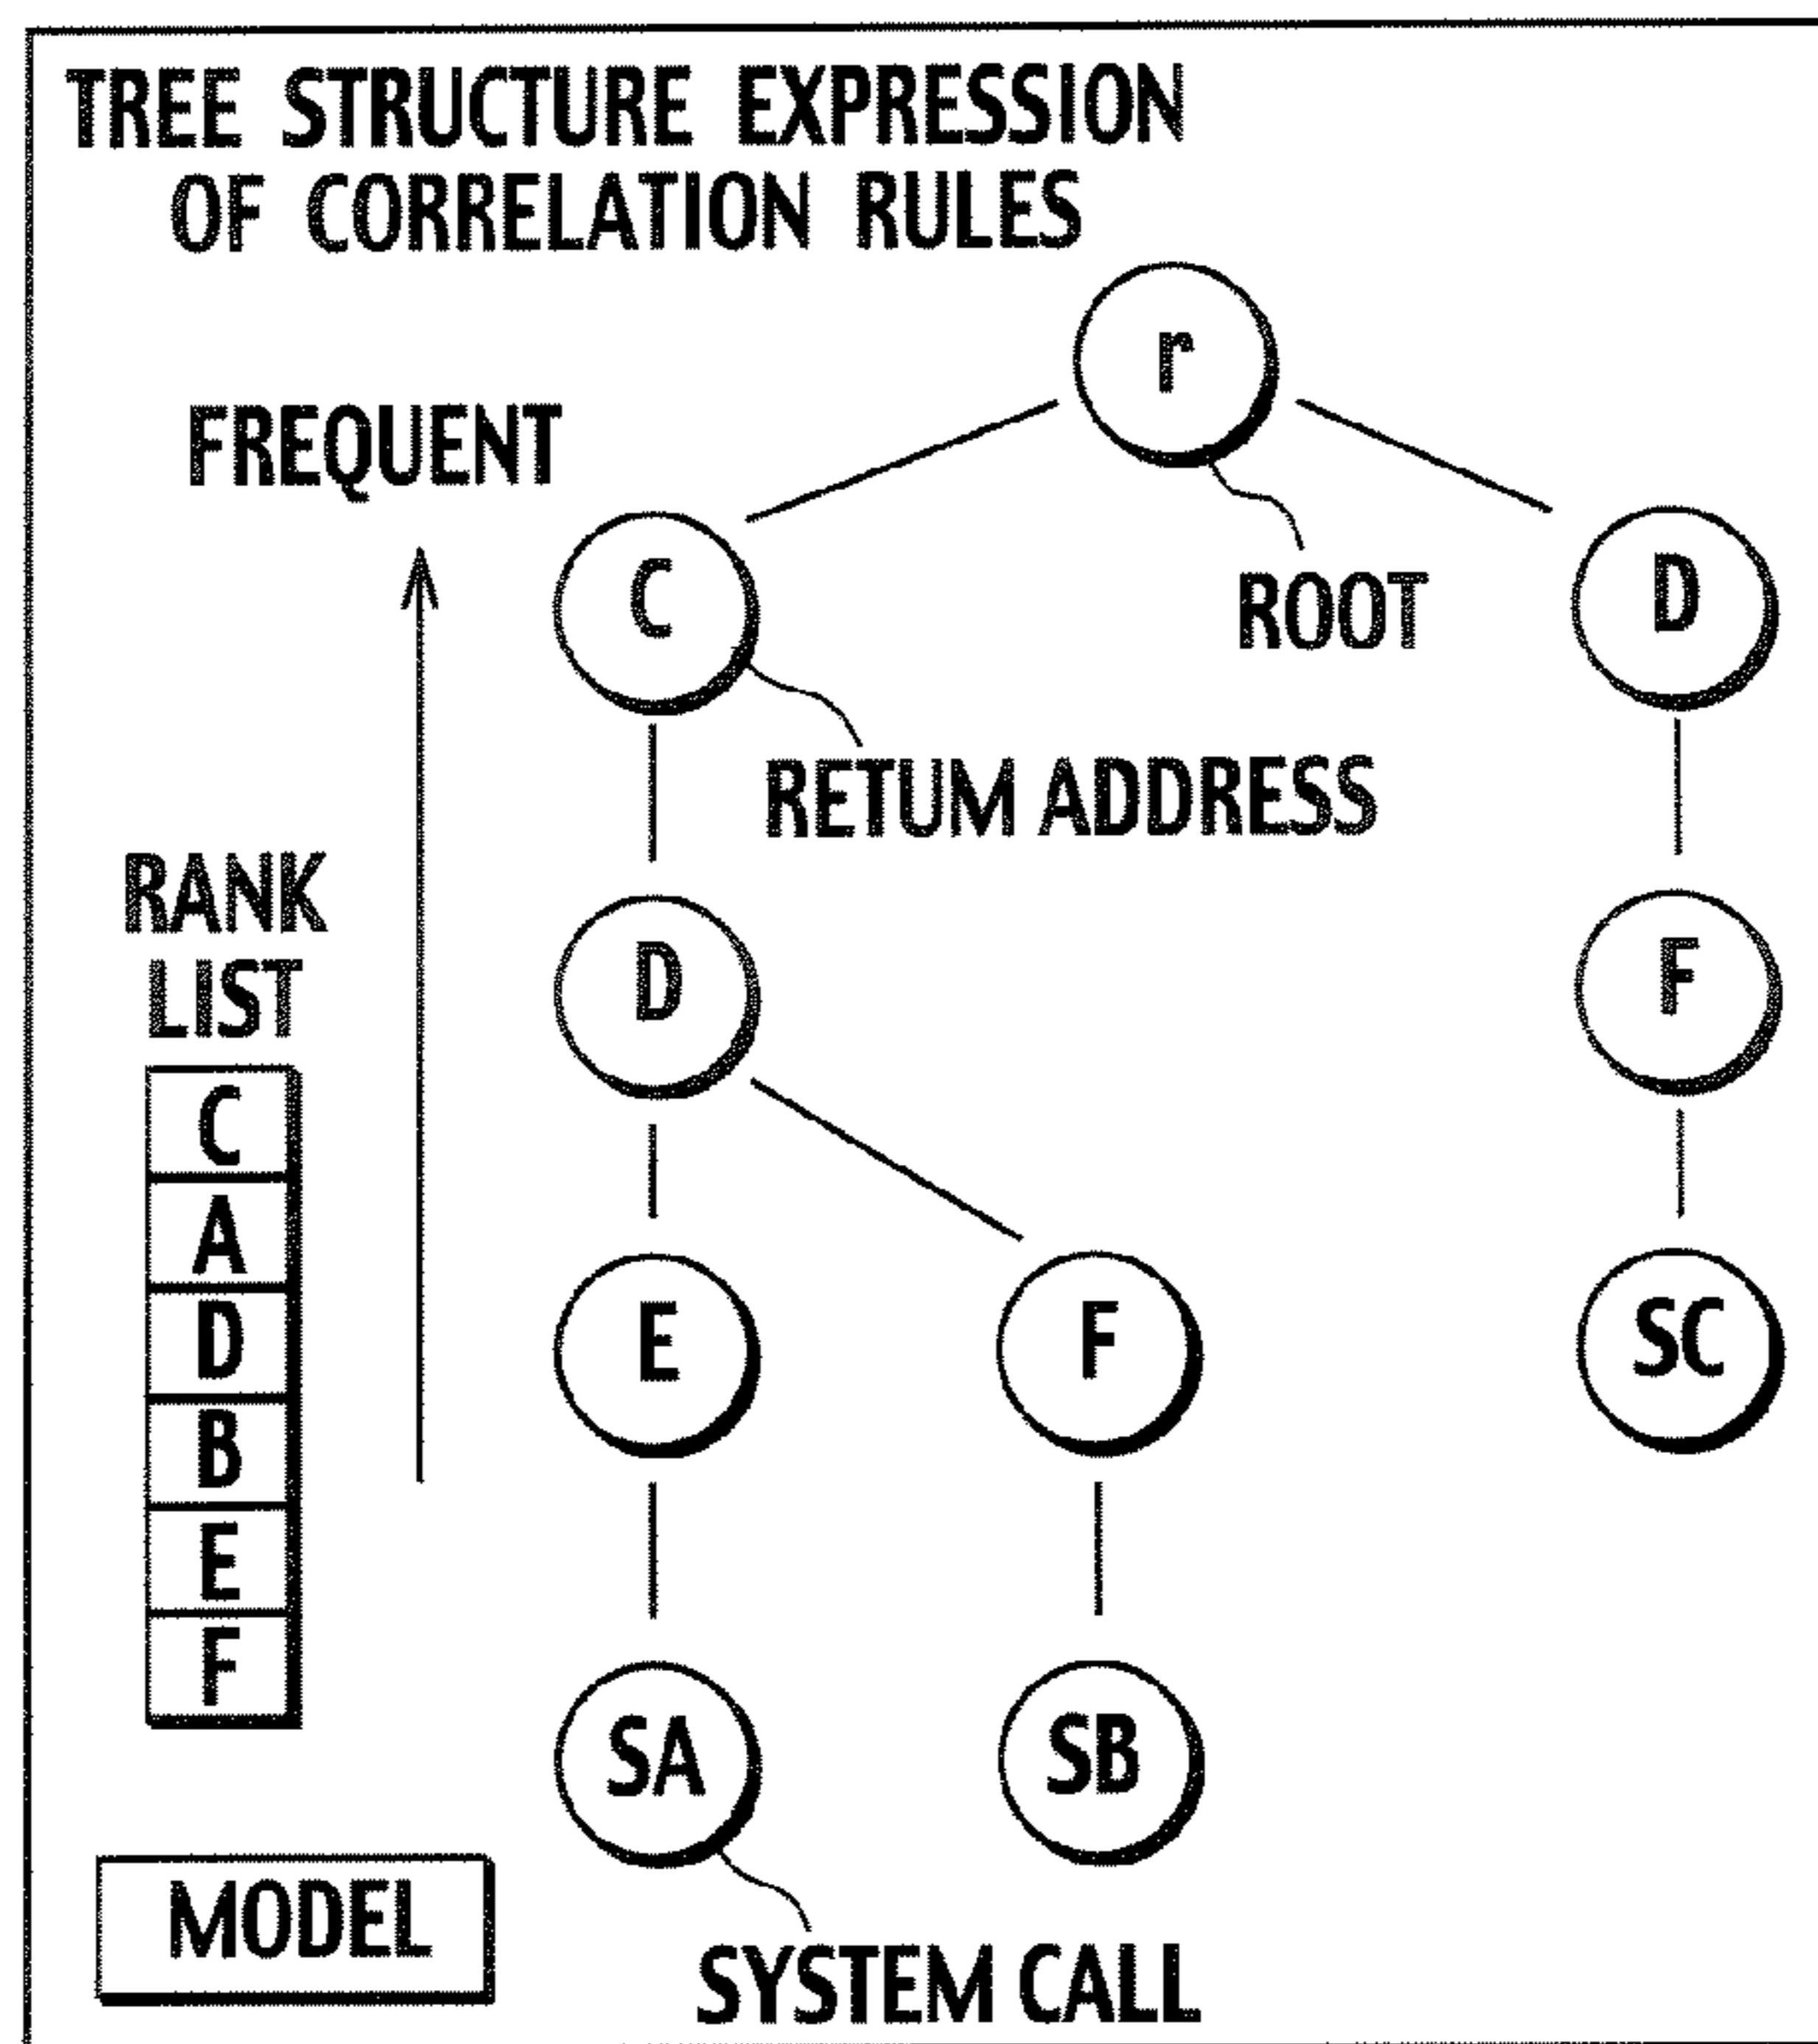 TREE STRUCTURE EXPRESSION
OF CORRELATION RULES
r
FREQUENT
C
ROOT
D
RETUM ADDRESS
RANK
LIST
D
F
C
A
D
B
E
F
E
F
SC
SA
SB
MODEL
SYSTEM CALL